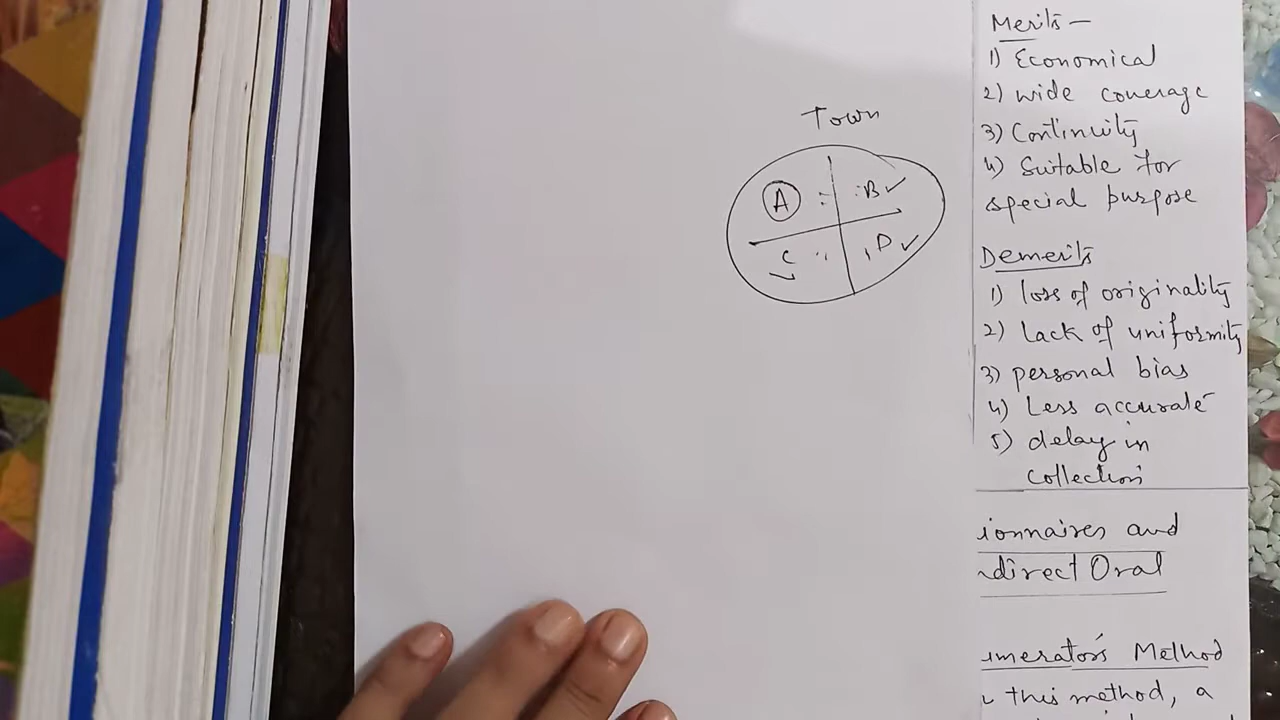 Town
A
B
C
D
Merits -
1) Economical
2) wide coverage
3) Continuity
4) Suitable for
special purpose
Demerits
1) loss of originality
2) lack of uniformity
3) personal bias
4) Less accurate
5) delay in
collection
ionnaires and
direct Oral
umerator's Method
this method, a